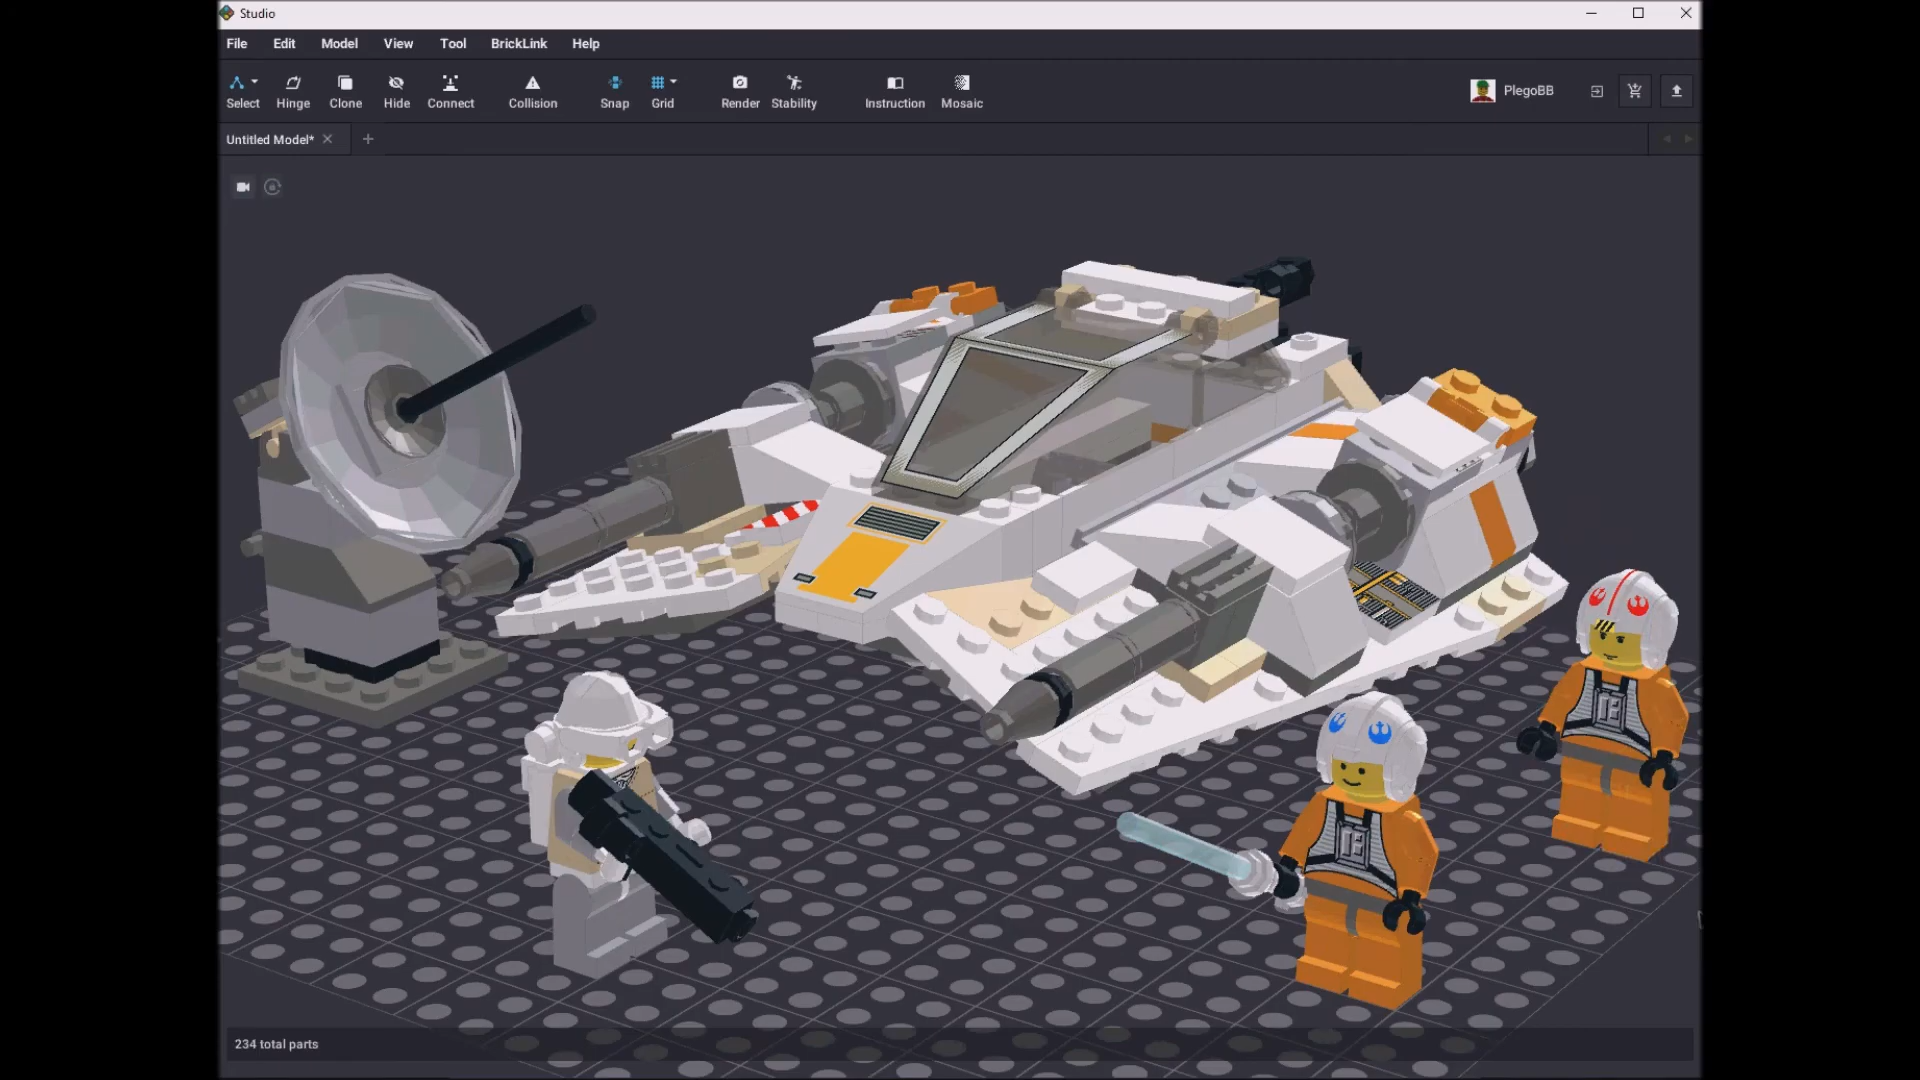 Studio
File Edit Model View Tool BrickLink Help
Select Hinge Clone Hide Connect Collision Snap Grid Render Stability Instruction Mosaic PlegoBB
Untitled Model*
234 total parts